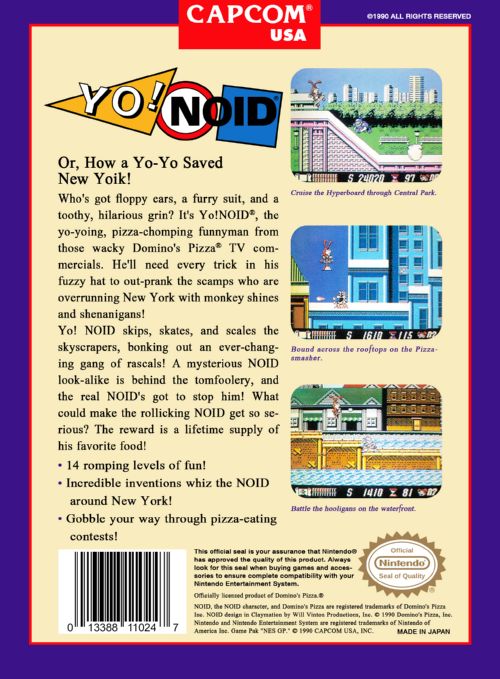 CAPCOM®
USA
©1990 ALL RIGHTS RESERVED
YO! NOID®
Or, How a Yo-Yo Saved
New Yoik!
Who's got floppy ears, a furry suit, and a
toothy, hilarious grin? It's Yo!NOID®, the
yo-yoing, pizza-chomping funnyman from
those wacky Domino's Pizza® TV com-
mercials. He'll need every trick in his
fuzzy hat to out-prank the scamps who are
overrunning New York with monkey shines
and shenanigans!
Yo! NOID skips, skates, and scales the
skyscrapers, bonking out an ever-chang-
ing gang of rascals! A mysterious NOID
look-alike is behind the tomfoolery, and
the real NOID's got to stop him! What
could make the rollicking NOID get so se-
rious? The reward is a lifetime supply of
his favorite food!
• 14 romping levels of fun!
• Incredible inventions whiz the NOID
around New York!
• Gobble your way through pizza-eating
contests!
S 24020 97
Cruise the Hyperboard through Central Park.
S 1610 115
Bound across the rooftops on the Pizza-
smasher.
S 1410 81 02
Battle the hooligans on the waterfront.
0 13388 11024 7
This official seal is your assurance that Nintendo®
has approved the quality of this product. Always
look for this seal when buying games and acces-
sories to ensure complete compatibility with your
Nintendo Entertainment System.
Officially licensed product of Domino's Pizza.®
Official
Nintendo®
Seal of Quality
NOID, the NOID character, and Domino's Pizza are registered trademarks of Domino's Pizza
Inc. NOID design in Claymation by Will Vinton Productions, Inc. © 1990 Domino's Pizza, Inc.
Nintendo and Nintendo Entertainment System are registered trademarks of Nintendo of
America Inc. Game Pak "NES GP." © 1990 CAPCOM USA, INC.
MADE IN JAPAN